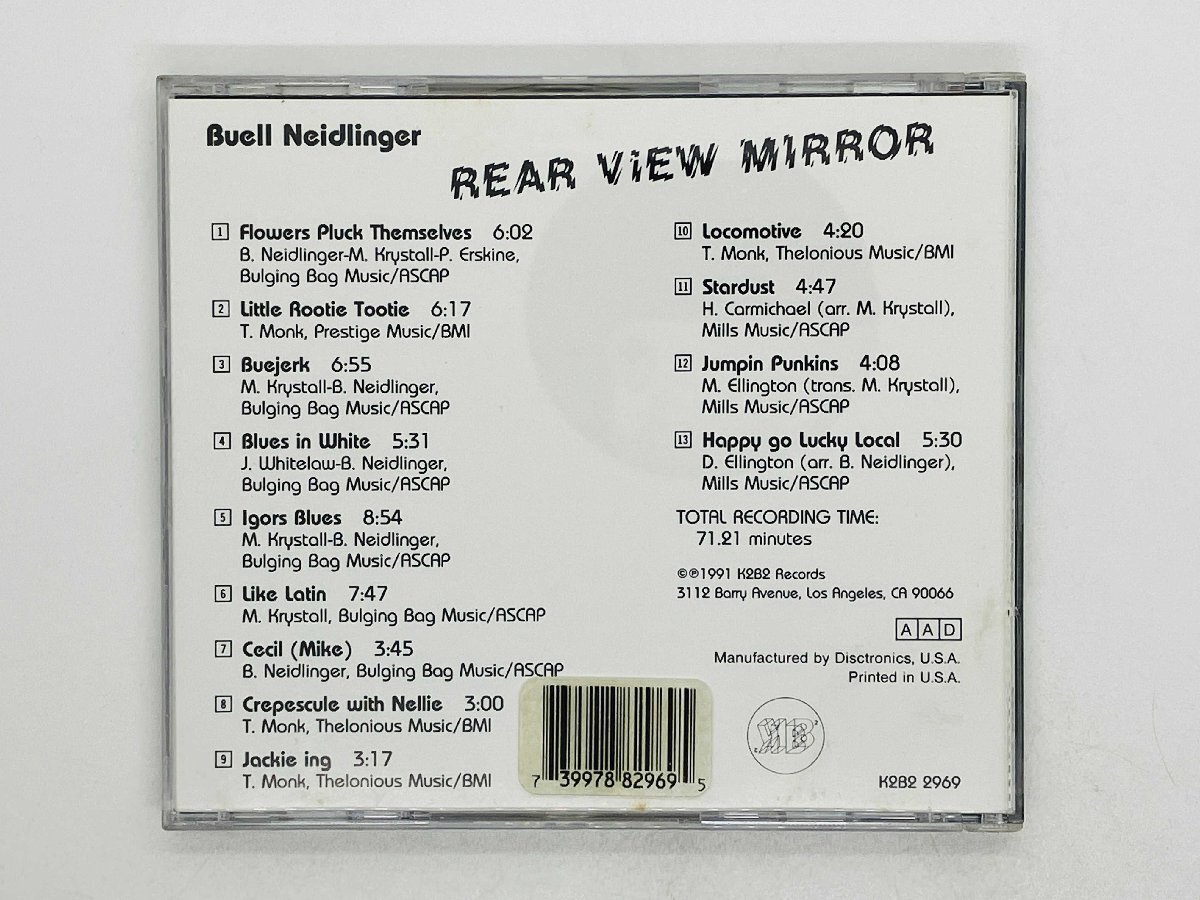 Buell Neidlinger
REAR ViEW MIRROR
1 Flowers Pluck Themselves 6:02
B. Neidlinger-M. Krystall-P. Erskine,
Bulging Bag Music/ASCAP
2 Little Rootie Tootie 6:17
T. Monk, Prestige Music/BMI
3 Buejerk 6:55
M. Krystall-B. Neidlinger,
Bulging Bag Music/ASCAP
4 Blues in White 5:31
J. Whitelaw-B. Neidlinger,
Bulging Bag Music/ASCAP
5 Igors Blues 8:54
M. Krystall-B. Neidlinger,
Bulging Bag Music/ASCAP
6 Like Latin 7:47
M. Krystall, Bulging Bag Music/ASCAP
7 Cecil (Mike) 3:45
B. Neidlinger, Bulging Bag Music/ASCAP
8 Crepescule with Nellie 3:00
T. Monk, Thelonious Music/BMI
9 Jackie ing 3:17
T. Monk, Thelonious Music/BMI
10 Locomotive 4:20
T. Monk, Thelonious Music/BMI
11 Stardust 4:47
H. Carmichael (arr. M. Krystall),
Mills Music/ASCAP
12 Jumpin Punkins 4:08
M. Ellington (trans. M. Krystall),
Mills Music/ASCAP
13 Happy go Lucky Local 5:30
D. Ellington (arr. B. Neidlinger),
Mills Music/ASCAP
TOTAL RECORDING TIME:
71.21 minutes
©℗1991 K2B2 Records
3112 Barry Avenue, Los Angeles, CA 90066
AAD
Manufactured by Disctronics, U.S.A.
Printed in U.S.A.
K2B2
K2B2 2969
7 39978 82969 5